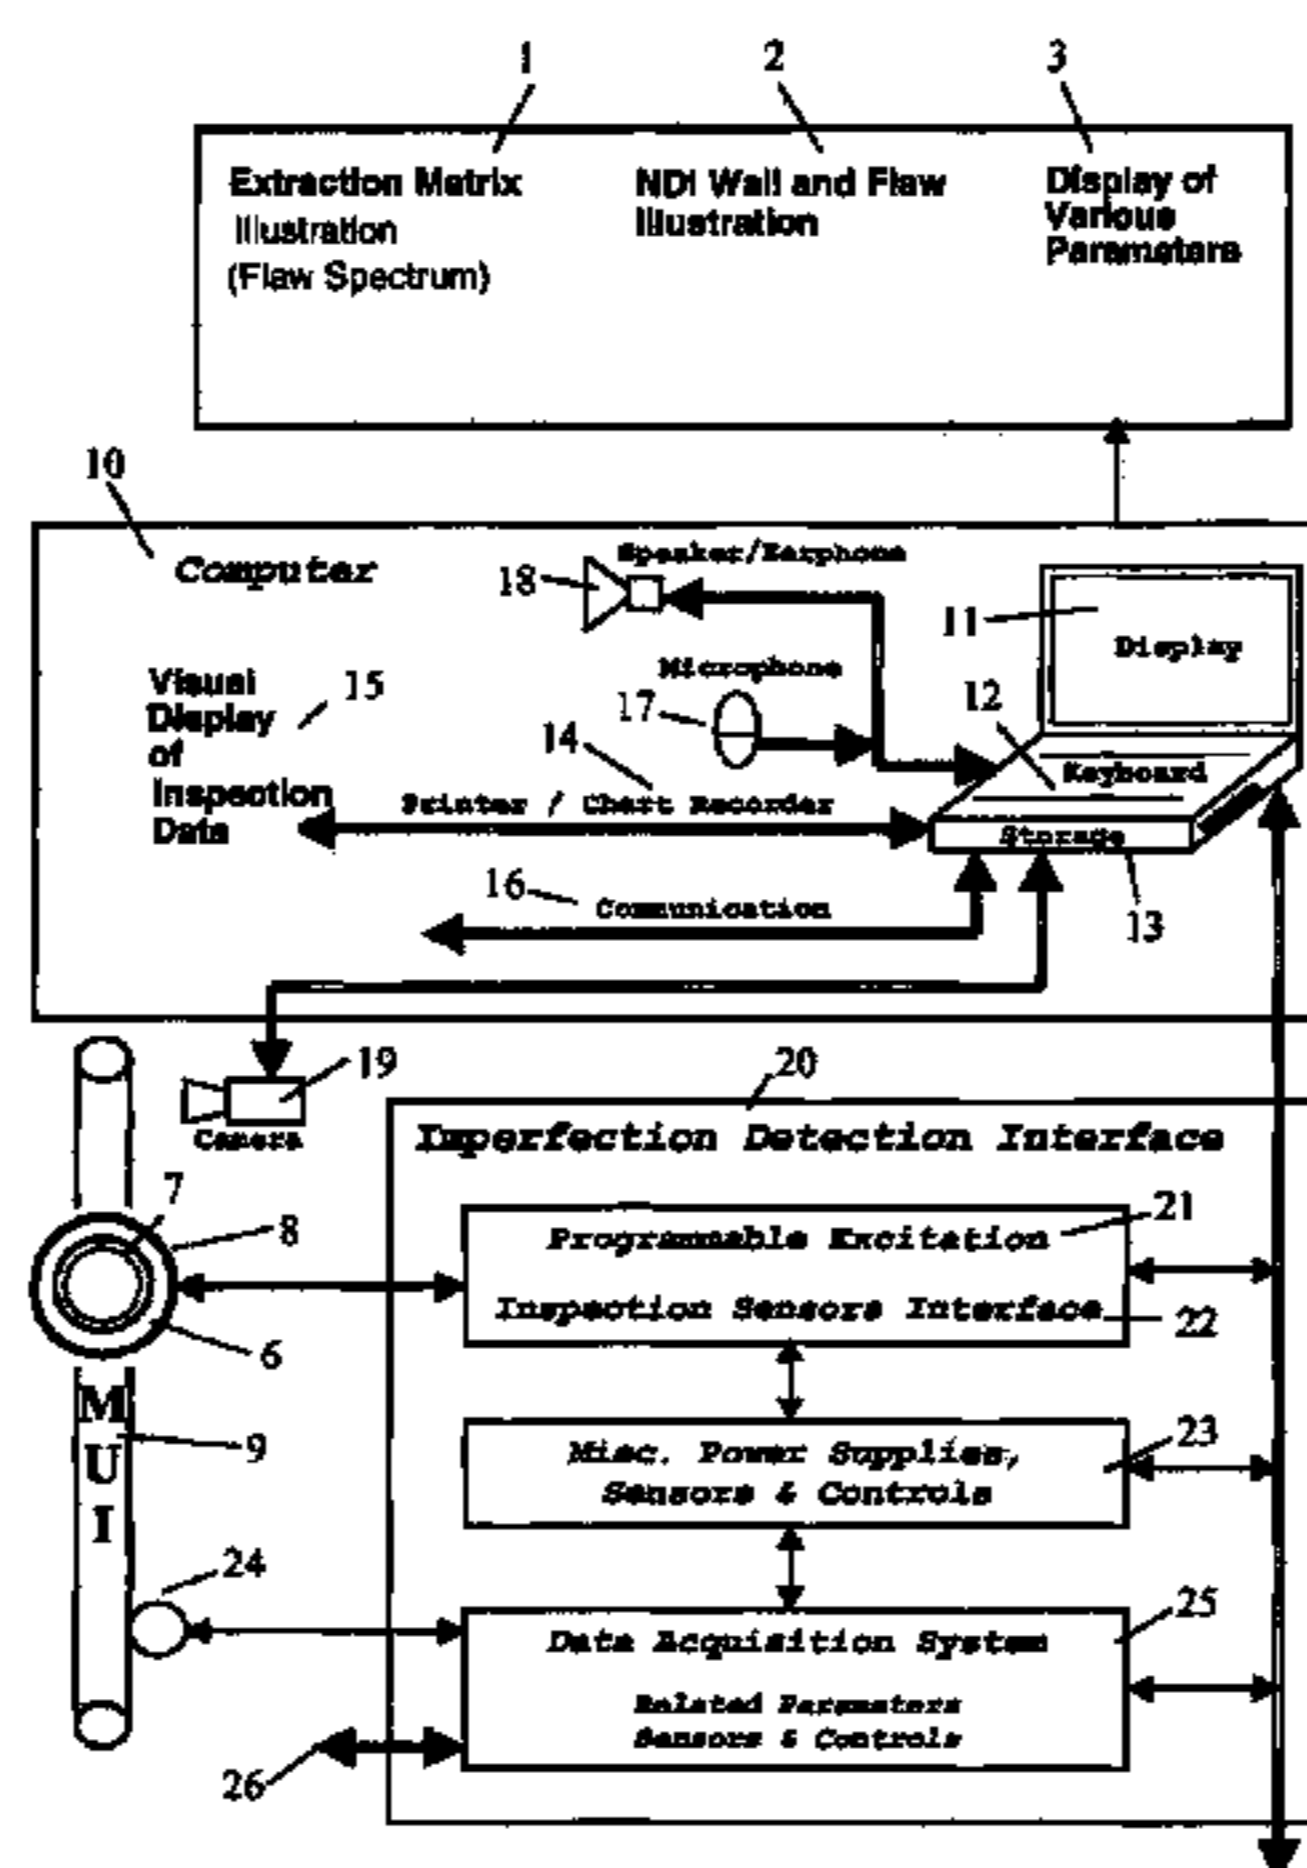 1 2 3
Extraction Matrix
Illustration
(Flaw Spectrum)
NDI Wall and Flaw
Illustration
Display of
Various
Parameters
10
Computer
Speaker/Earphone
18
11
Display
Visual
Display
of
Inspection
Data
15
Microphone
17
12
14
Keyboard
Printer / Chart Recorder
Storage
16
Communication
13
19
Camera
20
Imperfection Detection Interface
7
8
6
21
Programmable Excitation
Inspection Sensors Interface
22
M
U
I
9
23
Misc. Power Supplies,
Sensors & Controls
24
25
Data Acquisition System
Related Parameters
Sensors & Controls
26